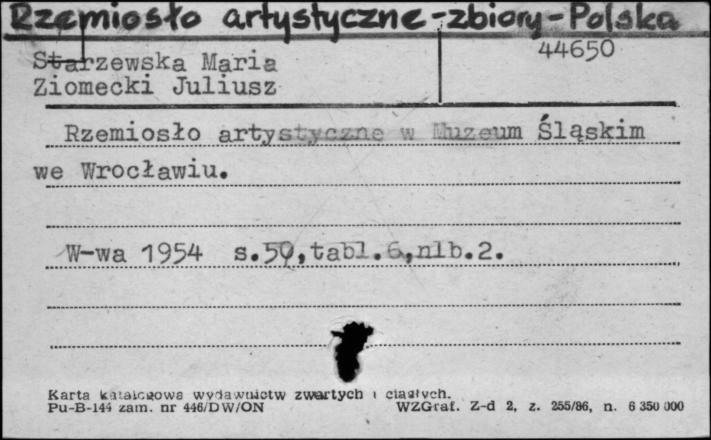 Rzemiosło artystyczne-zbiory-Polska
44650
Starzewska Maria
Ziomecki Juliusz
Rzemiosło artystyczne w Muzeum Śląskim
we Wrocławiu.
W-wa 1954 s.50,tabl.6,nlb.2.
Karta katalogowa wydawnictw zwartych i ciągłych.
Pu-B-144 zam. nr 446/DW/ON WZGraf. Z-d 2, z. 255/86, n. 6 350 000